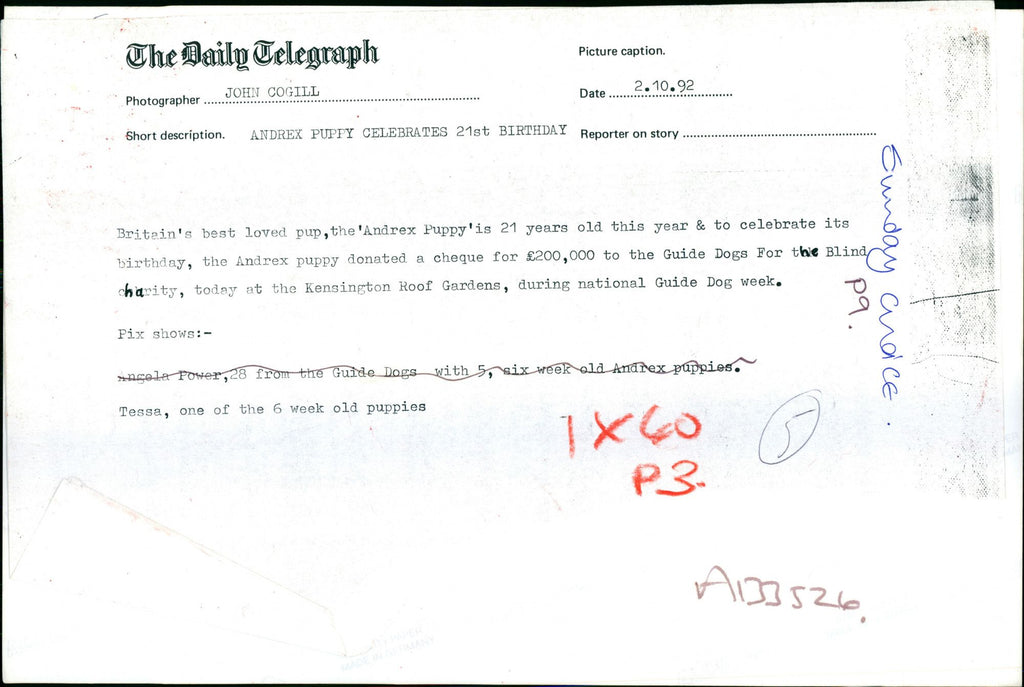 The Daily Telegraph
Picture caption.
Photographer JOHN COGILL
Date 2.10.92
Short description. ANDREX PUPPY CELEBRATES 21st BIRTHDAY
Reporter on story
Britain's best loved pup,the'Andrex Puppy'is 21 years old this year & to celebrate its
birthday, the Andrex puppy donated a cheque for £200,000 to the Guide Dogs For the Blind
charity, today at the Kensington Roof Gardens, during national Guide Dog week.
Pix shows:-
Angela Power,28 from the Guide Dogs with 5, six week old Andrex puppies.
Tessa, one of the 6 week old puppies
1X60
P3.
5
Sunday
P9.
A133526.
MADE IN GERMANY